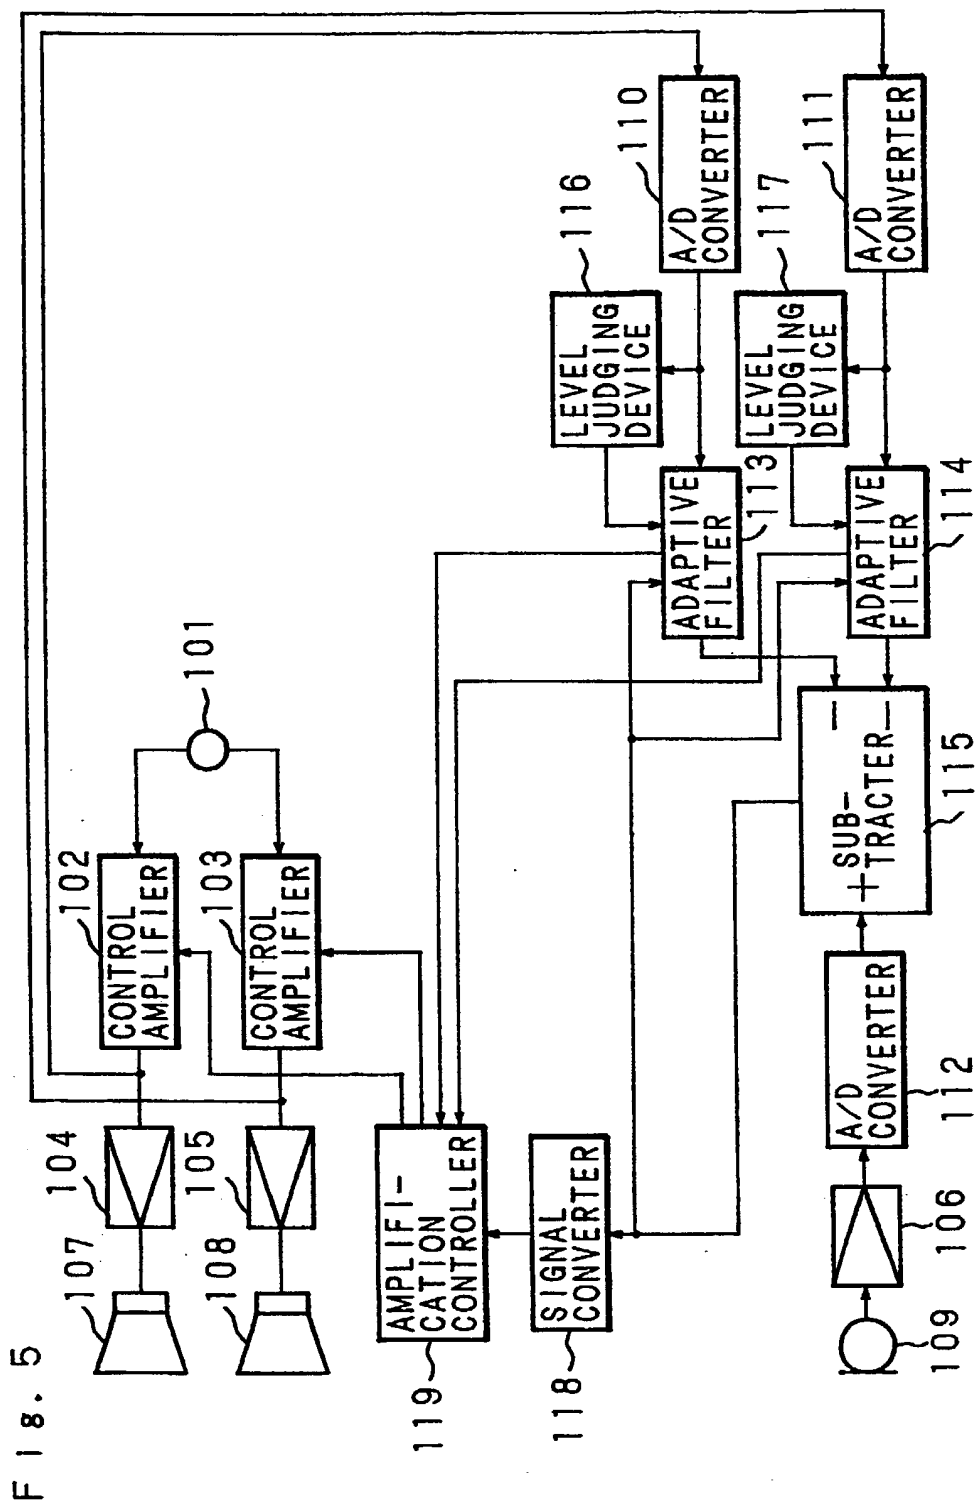 Fig. 5
107
104
102
CONTROL
AMPLIFIER
101
108
105
103
CONTROL
AMPLIFIER
119
AMPLIFI-
CATION
CONTROLLER
118
SIGNAL
CONVERTER
116
LEVEL
JUDGING
DEVICE
110
A/D
CONVERTER
ADAPTIVE
FILTER
113
117
LEVEL
JUDGING
DEVICE
111
A/D
CONVERTER
ADAPTIVE
FILTER
114
+ − −
SUB-
TRACTER
115
A/D
CONVERTER
112
106
109